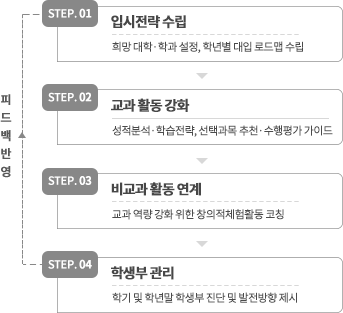 STEP. 01
입시전략 수립
희망 대학·학과 설정, 학년별 대입 로드맵 수립
STEP. 02
교과 활동 강화
성적분석·학습전략, 선택과목 추천·수행평가 가이드
피드백 반영
STEP. 03
비교과 활동 연계
교과 역량 강화 위한 창의적체험활동 코칭
STEP. 04
학생부 관리
학기 및 학년말 학생부 진단 및 발전방향 제시